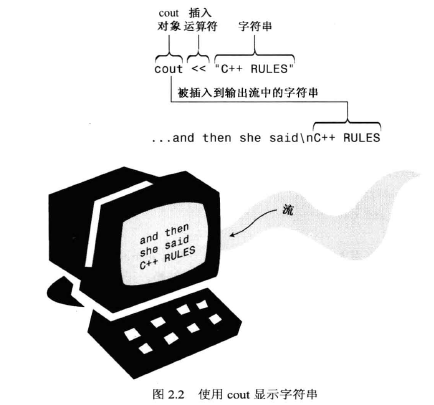 cout 插入
对象 运算符 字符串
cout << "C++ RULES"
被插入到输出流中的字符串
...and then she said\nC++ RULES
流
and then
she said
C++ RULES
图 2.2 使用 cout 显示字符串